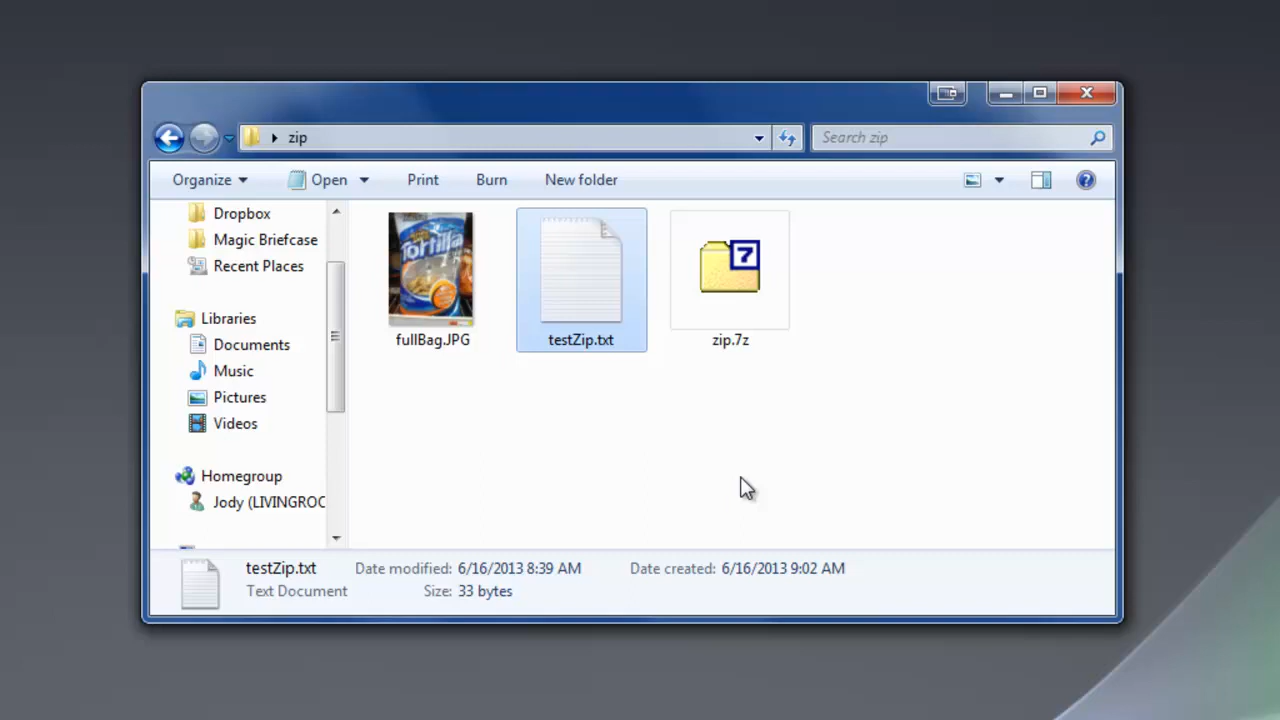 zip
Search zip
Organize Open Print Burn New folder
Dropbox
Magic Briefcase
Recent Places
Libraries
Documents
Music
Pictures
Videos
Homegroup
Jody (LIVINGROO
Tortilla
7
fullBag.JPG testZip.txt zip.7z
testZip.txt Date modified: 6/16/2013 8:39 AM Date created: 6/16/2013 9:02 AM
Text Document Size: 33 bytes